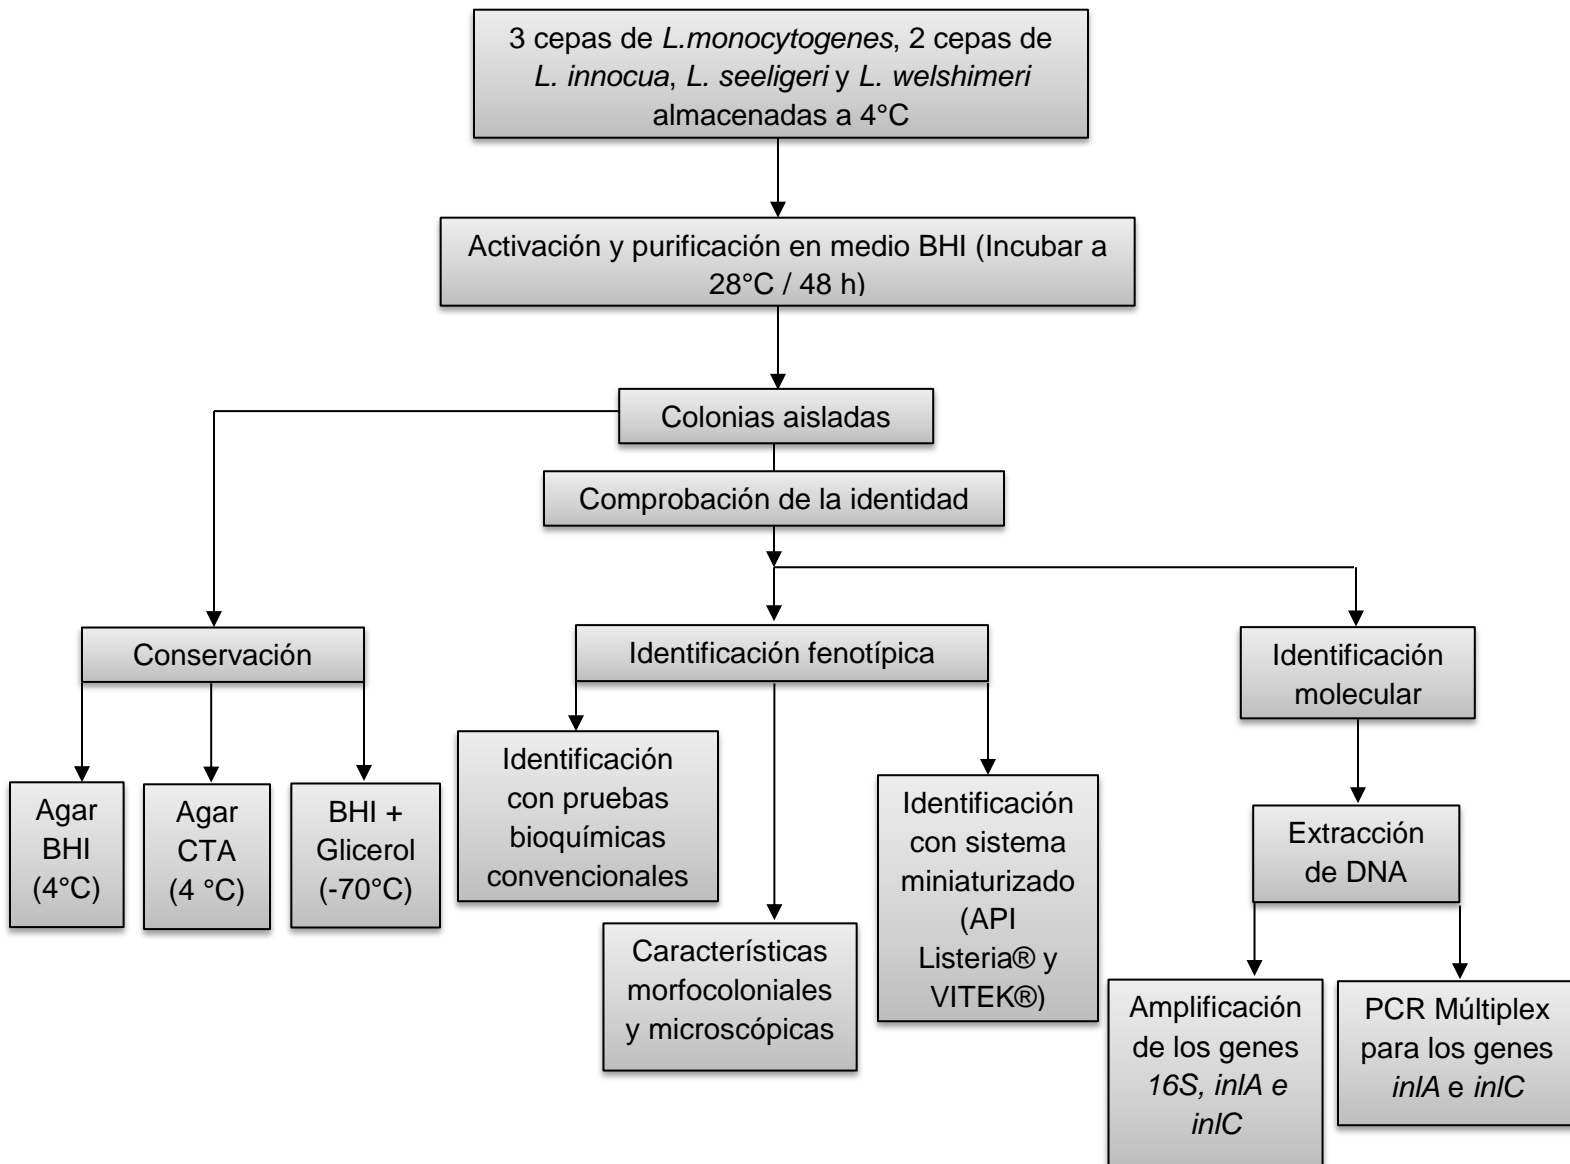 3 cepas de L.monocytogenes, 2 cepas de
L. innocua, L. seeligeri y L. welshimeri
almacenadas a 4°C
Activación y purificación en medio BHI (Incubar a
28°C / 48 h)
Colonias aisladas
Comprobación de la identidad
Conservación
Identificación fenotípica
Identificación
molecular
Agar
BHI
(4°C)
Agar
CTA
(4 °C)
BHI +
Glicerol
(-70°C)
Identificación
con pruebas
bioquímicas
convencionales
Características
morfocoloniales
y microscópicas
Identificación
con sistema
miniaturizado
(API
Listeria® y
VITEK®)
Extracción
de DNA
Amplificación
de los genes
16S, inlA e
inlC
PCR Múltiplex
para los genes
inlA e inlC